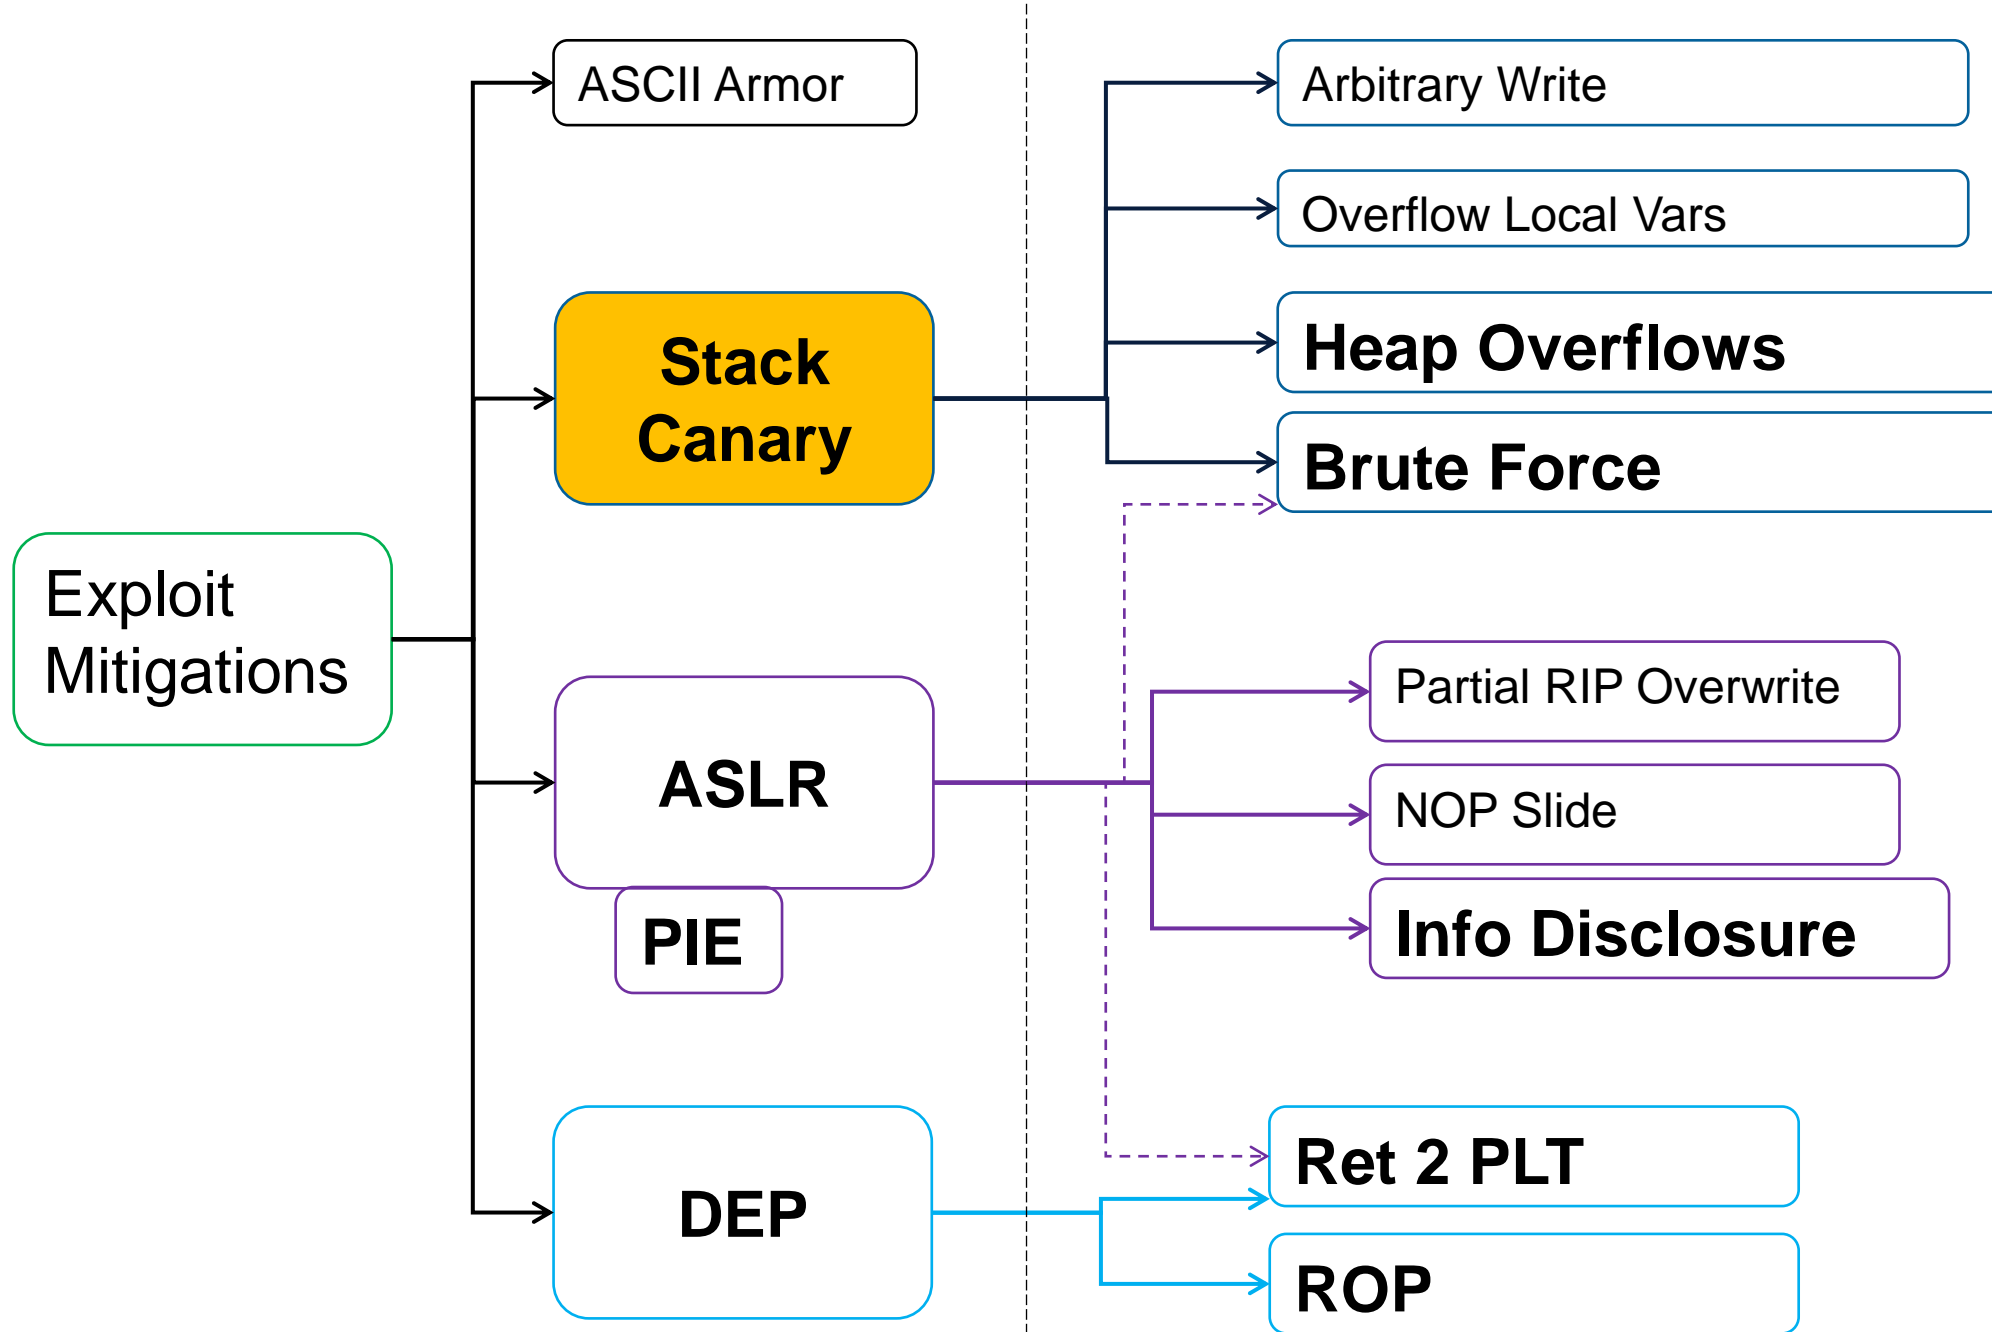 ASCII Armor
Arbitrary Write
Overflow Local Vars
Stack
Canary
Heap Overflows
Brute Force
Exploit
Mitigations
ASLR
PIE
Partial RIP Overwrite
NOP Slide
Info Disclosure
DEP
Ret 2 PLT
ROP